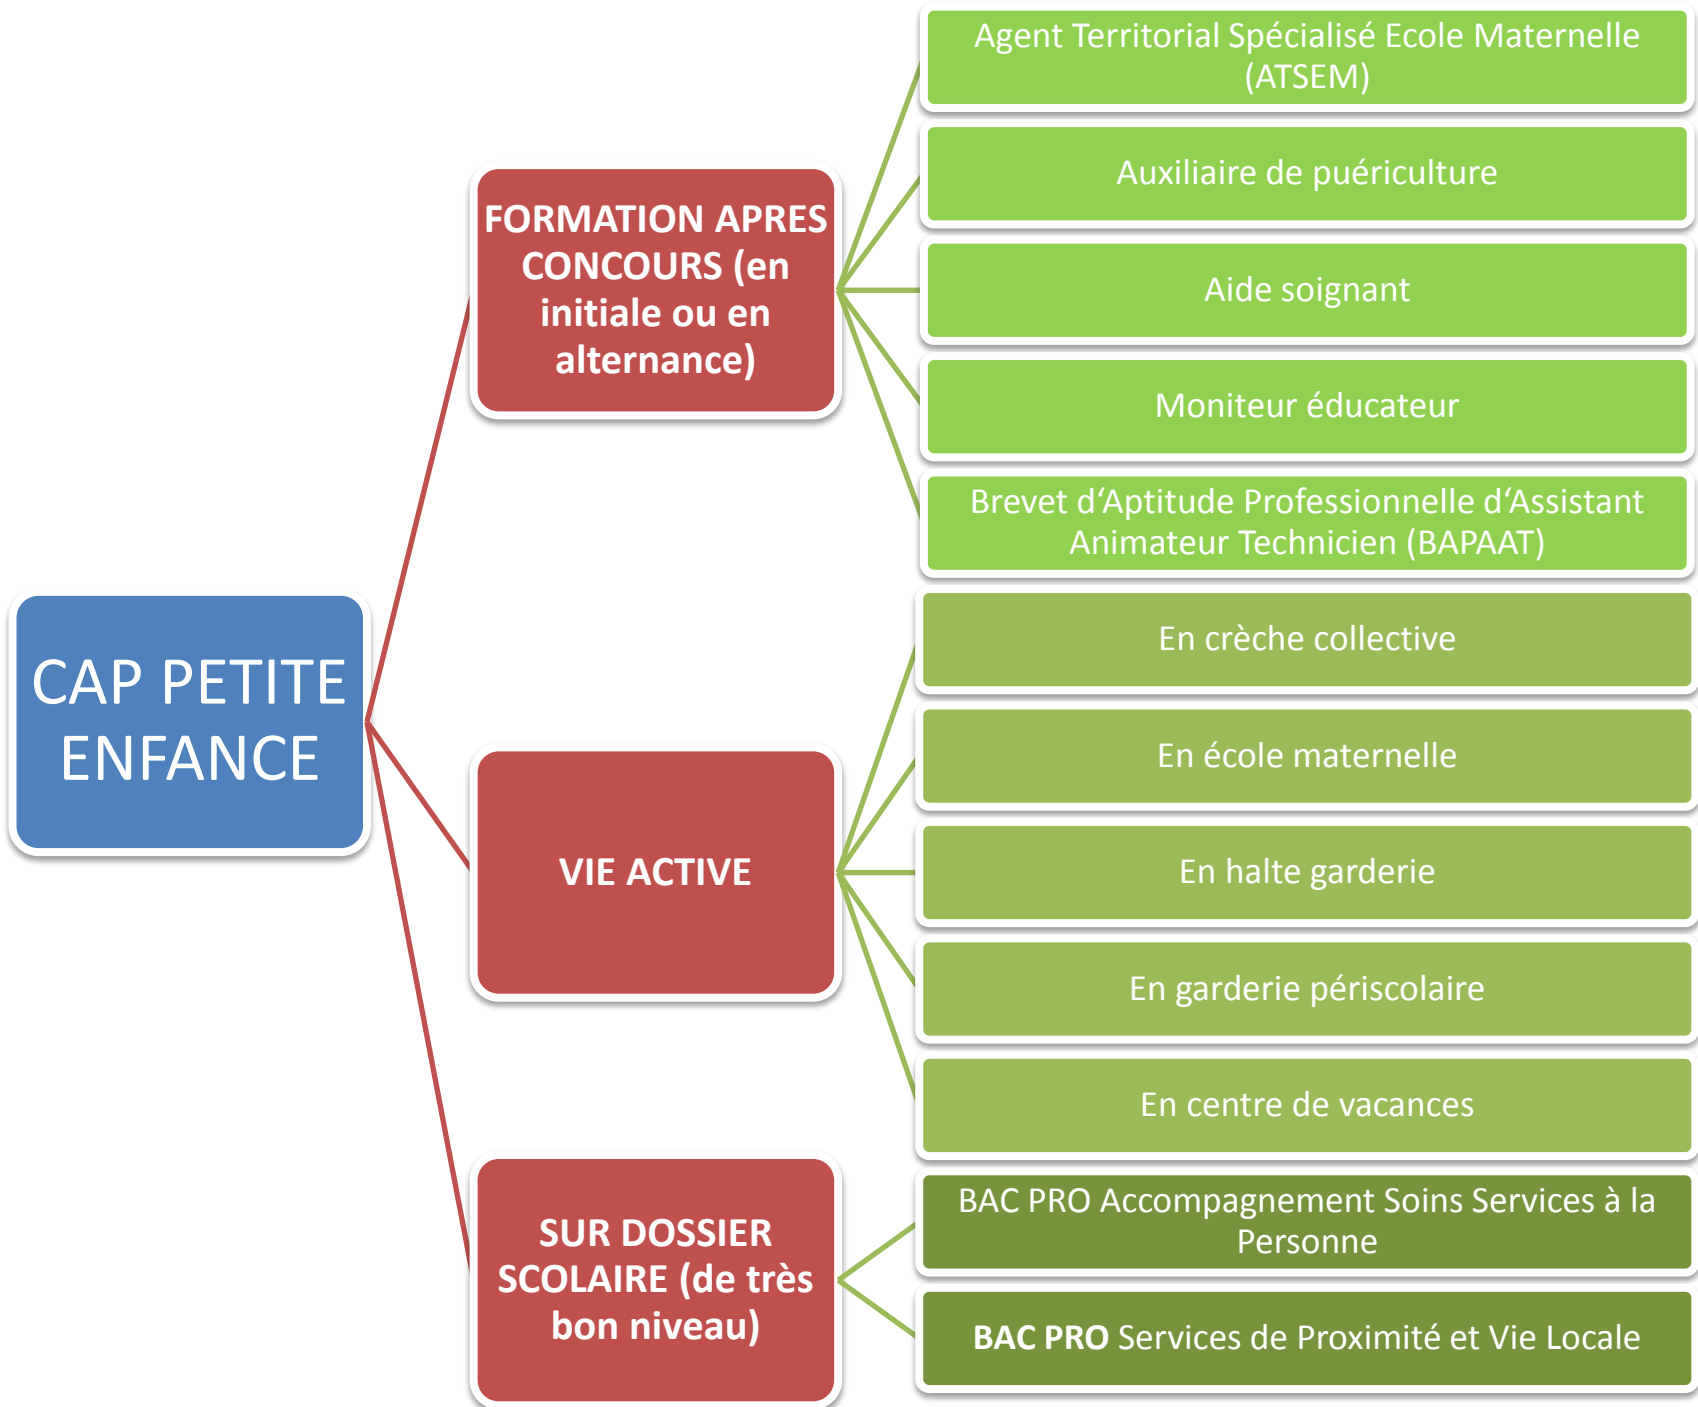 CAP PETITE
ENFANCE
FORMATION APRES
CONCOURS (en
initiale ou en
alternance)
Agent Territorial Spécialisé Ecole Maternelle
(ATSEM)
Auxiliaire de puériculture
Aide soignant
Moniteur éducateur
Brevet d‘Aptitude Professionnelle d‘Assistant
Animateur Technicien (BAPAAT)
VIE ACTIVE
En crèche collective
En école maternelle
En halte garderie
En garderie périscolaire
En centre de vacances
SUR DOSSIER
SCOLAIRE (de très
bon niveau)
BAC PRO Accompagnement Soins Services à la
Personne
BAC PRO Services de Proximité et Vie Locale